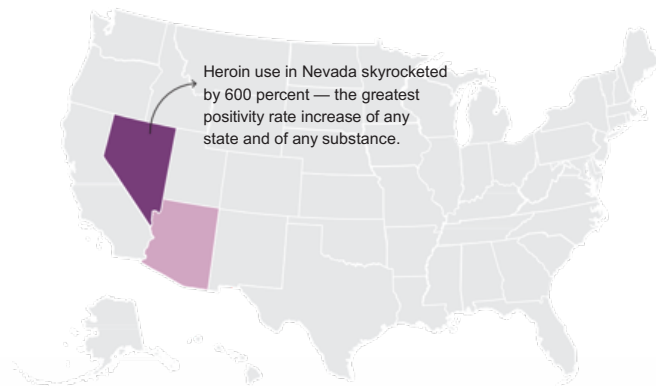 Heroin use in Nevada skyrocketed
by 600 percent — the greatest
positivity rate increase of any
state and of any substance.